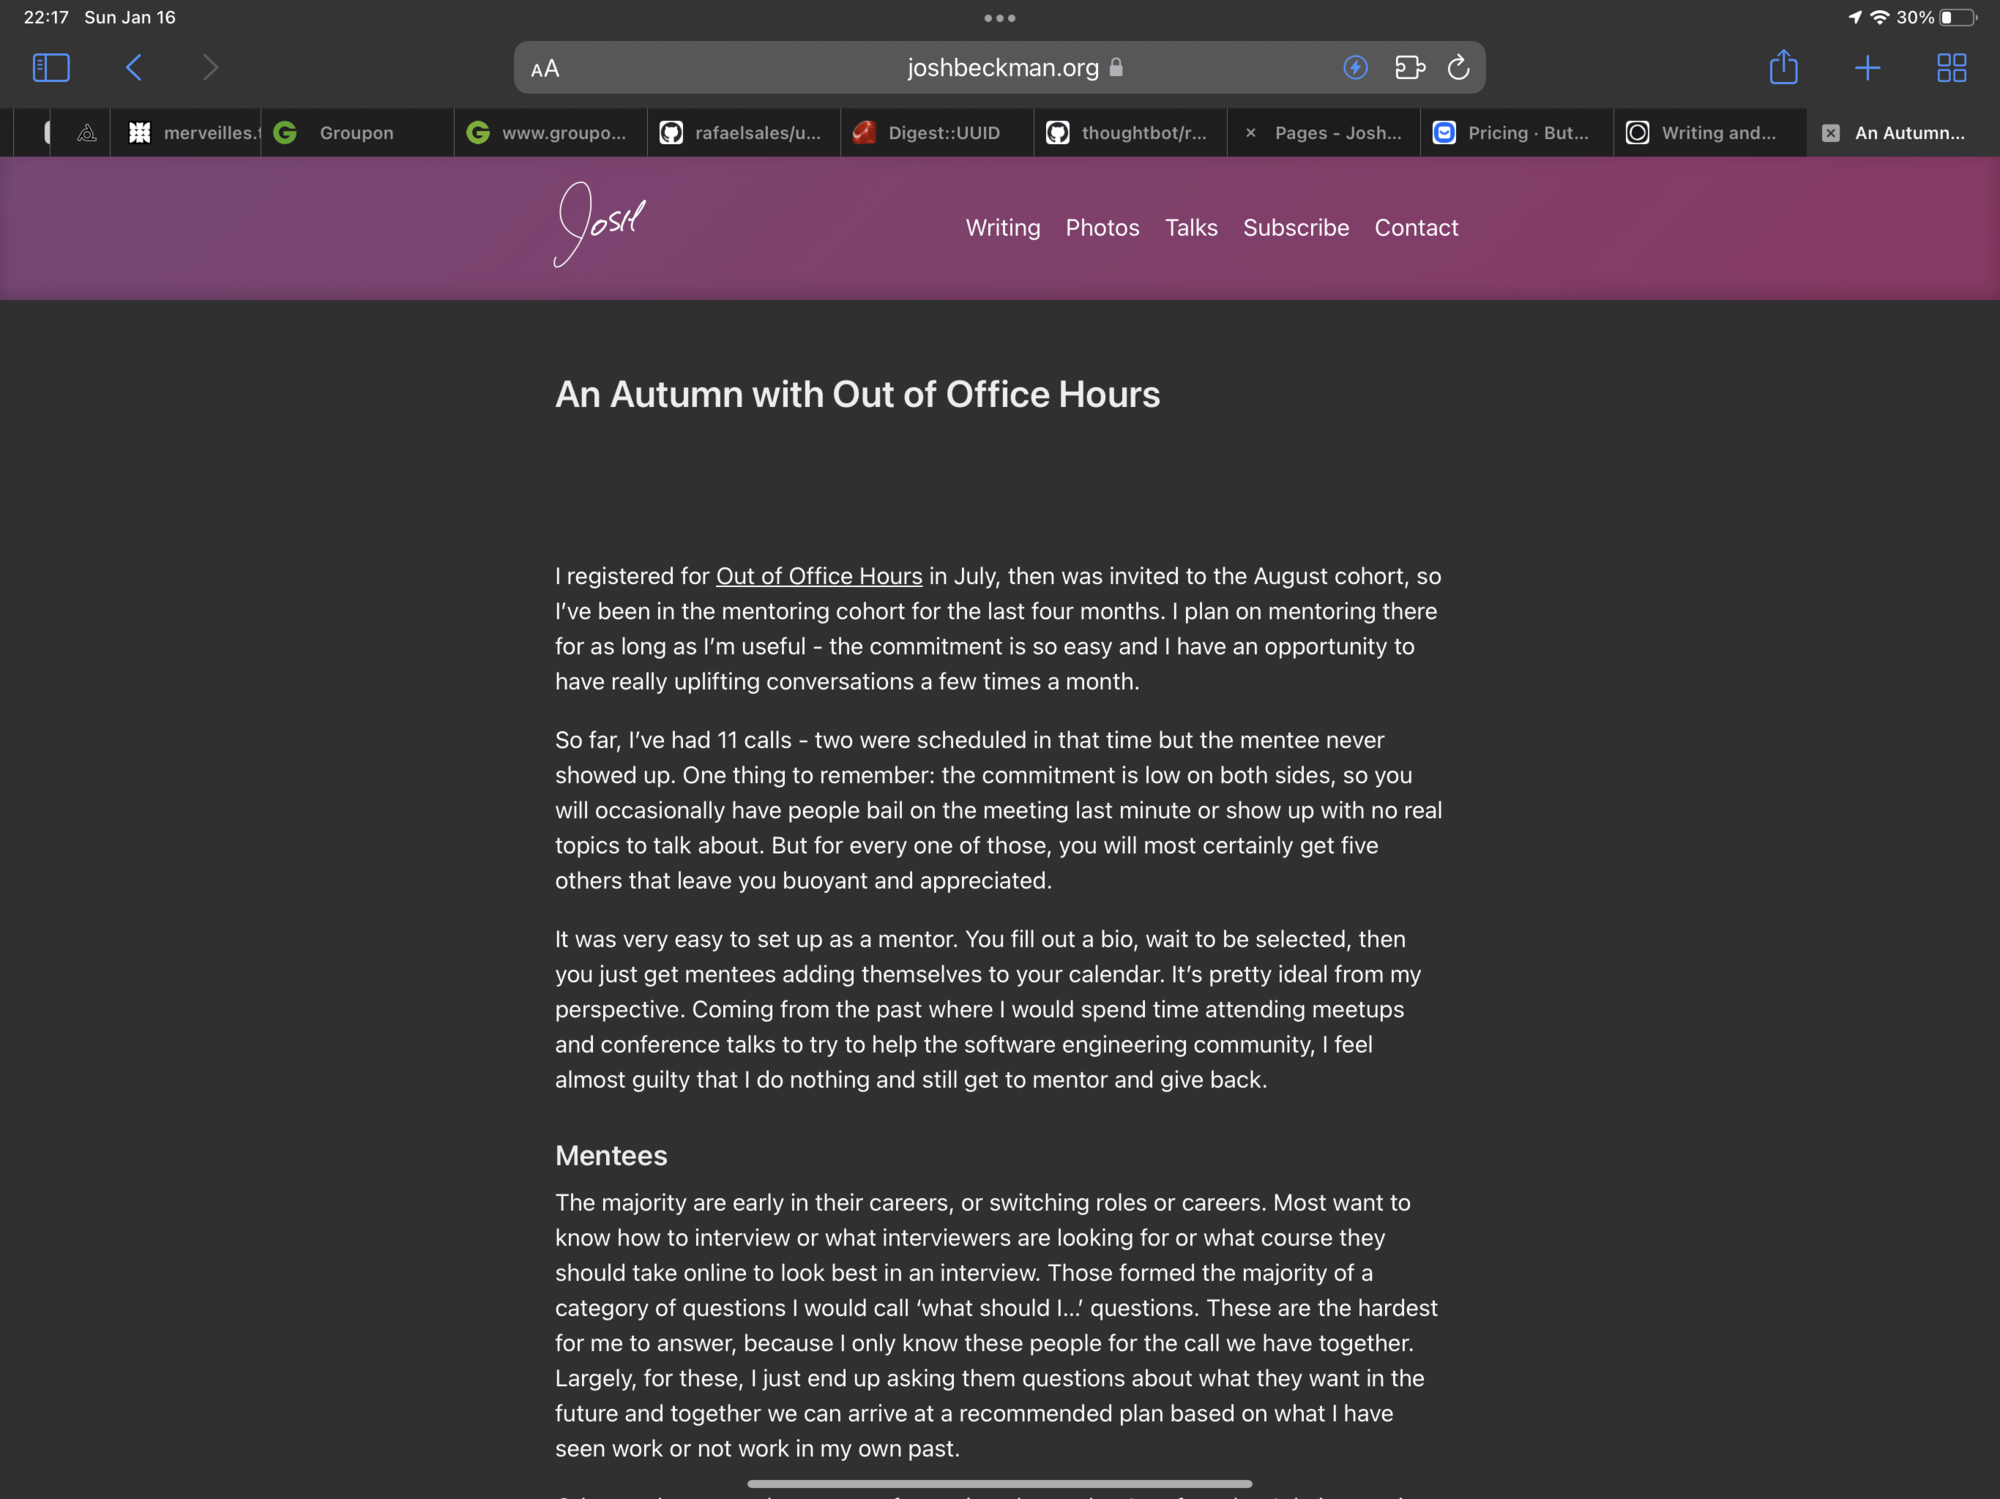 22:17 Sun Jan 16
30%
AA
joshbeckman.org
merveilles.
Groupon
www.groupo...
rafaelsales/u...
Digest::UUID
thoughtbot/r...
Pages - Josh...
Pricing · But...
Writing and...
An Autumn...
Josh
Writing Photos Talks Subscribe Contact
An Autumn with Out of Office Hours
I registered for Out of Office Hours in July, then was invited to the August cohort, so
I’ve been in the mentoring cohort for the last four months. I plan on mentoring there
for as long as I’m useful - the commitment is so easy and I have an opportunity to
have really uplifting conversations a few times a month.
So far, I’ve had 11 calls - two were scheduled in that time but the mentee never
showed up. One thing to remember: the commitment is low on both sides, so you
will occasionally have people bail on the meeting last minute or show up with no real
topics to talk about. But for every one of those, you will most certainly get five
others that leave you buoyant and appreciated.
It was very easy to set up as a mentor. You fill out a bio, wait to be selected, then
you just get mentees adding themselves to your calendar. It’s pretty ideal from my
perspective. Coming from the past where I would spend time attending meetups
and conference talks to try to help the software engineering community, I feel
almost guilty that I do nothing and still get to mentor and give back.
Mentees
The majority are early in their careers, or switching roles or careers. Most want to
know how to interview or what interviewers are looking for or what course they
should take online to look best in an interview. Those formed the majority of a
category of questions I would call ‘what should I…’ questions. These are the hardest
for me to answer, because I only know these people for the call we have together.
Largely, for these, I just end up asking them questions about what they want in the
future and together we can arrive at a recommended plan based on what I have
seen work or not work in my own past.